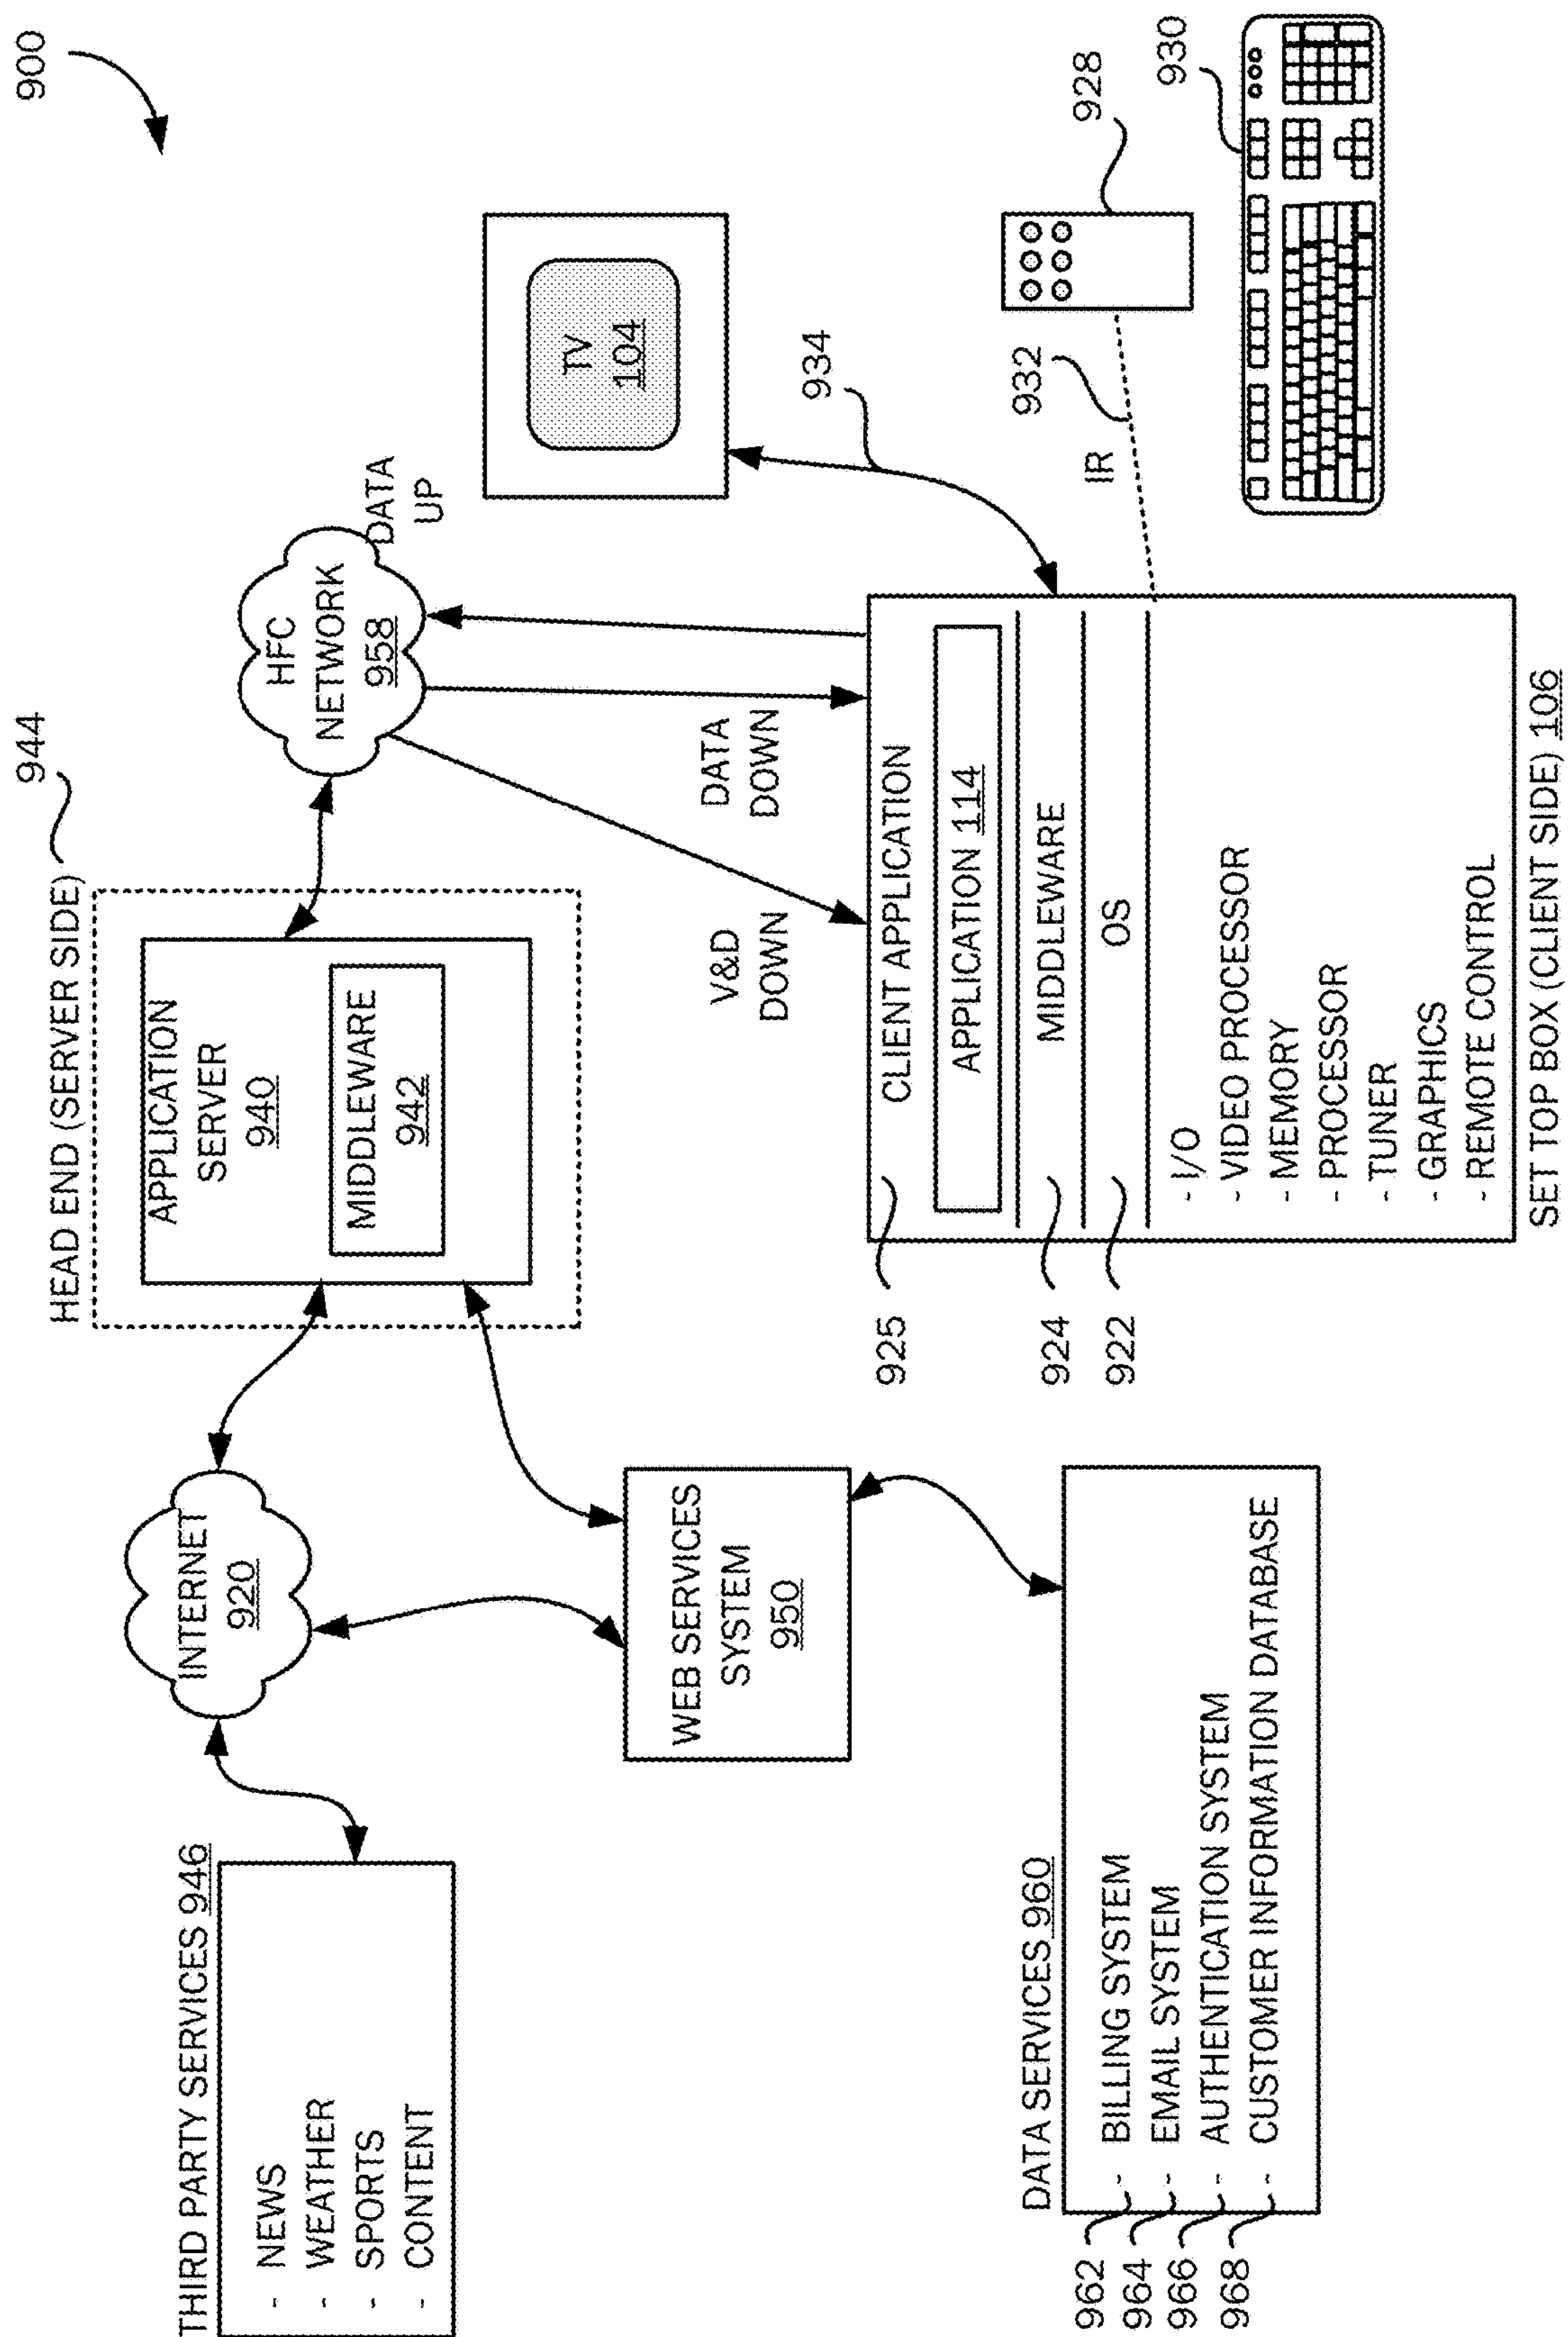 900
THIRD PARTY SERVICES 946
- NEWS
- WEATHER
- SPORTS
- CONTENT
INTERNET
920
HEAD END (SERVER SIDE)
944
APPLICATION
SERVER
940
MIDDLEWARE
942
HFC
NETWORK
958
DATA
UP
DATA
DOWN
V&D
DOWN
TV
104
934
WEB SERVICES
SYSTEM
950
DATA SERVICES 960
962
- BILLING SYSTEM
964
- EMAIL SYSTEM
966
- AUTHENTICATION SYSTEM
968
- CUSTOMER INFORMATION DATABASE
925
CLIENT APPLICATION
APPLICATION 114
924
MIDDLEWARE
922
OS
- I/O
- VIDEO PROCESSOR
- MEMORY
- PROCESSOR
- TUNER
- GRAPHICS
- REMOTE CONTROL
SET TOP BOX (CLIENT SIDE) 106
932
IR
928
930